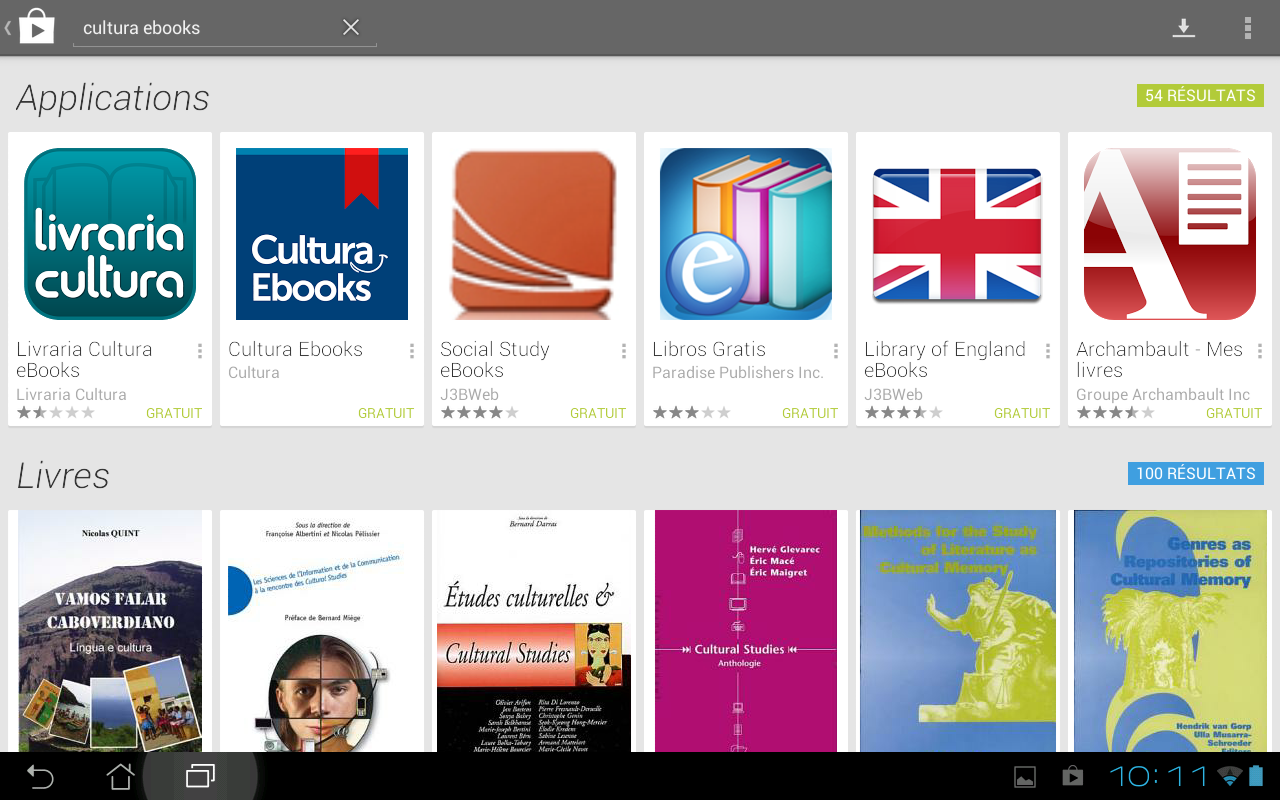 cultura ebooks
Applications
54 RÉSULTATS
livraria
cultura
Cultura
Ebooks
e
A
Livraria Cultura
eBooks
Livraria Cultura
GRATUIT
Cultura Ebooks
Cultura
GRATUIT
Social Study
eBooks
J3BWeb
GRATUIT
Libros Gratis
Paradise Publishers Inc.
GRATUIT
Library of England
eBooks
J3BWeb
GRATUIT
Archambault - Mes
livres
Groupe Archambault Inc
GRATUIT
Livres
100 RÉSULTATS
Nicolas QUINT
VAMOS FALAR
CABOVERDIANO
Língua e cultura
Sous la direction de
Françoise Albertini et Nicolas Pélissier
Les Sciences de l'Information et de la Communication
à la rencontre des Cultural Studies
Préface de Bernard Miège
Sous la direction de
Bernard Darras
Études culturelles &
Cultural Studies
Olivier Aïfjen
Jan Baetens
Sonya Bahey
Sarah Belkhamsa
Marie-Joseph Bertini
Laurent Béru
Laure Bolka-Tabary
Marie-Hélène Bourcier
Rita Di Lorenzo
Pierre Fresnault-Deruelle
Christophe Genin
Seok-Kyeong Hong-Mercier
Elodie Kredens
Sabine Lesenne
Armand Mattelart
Marie-Cécile Naves
Hervé Glevarec
Éric Macé
Éric Maigret
Cultural Studies
Anthologie
Methods for the Study
of Literature as
Cultural Memory
Genres as
Repositories of
Cultural Memory
Hendrik van Gorp
Ulla Musarra-
Schroeder
Editors
10:11